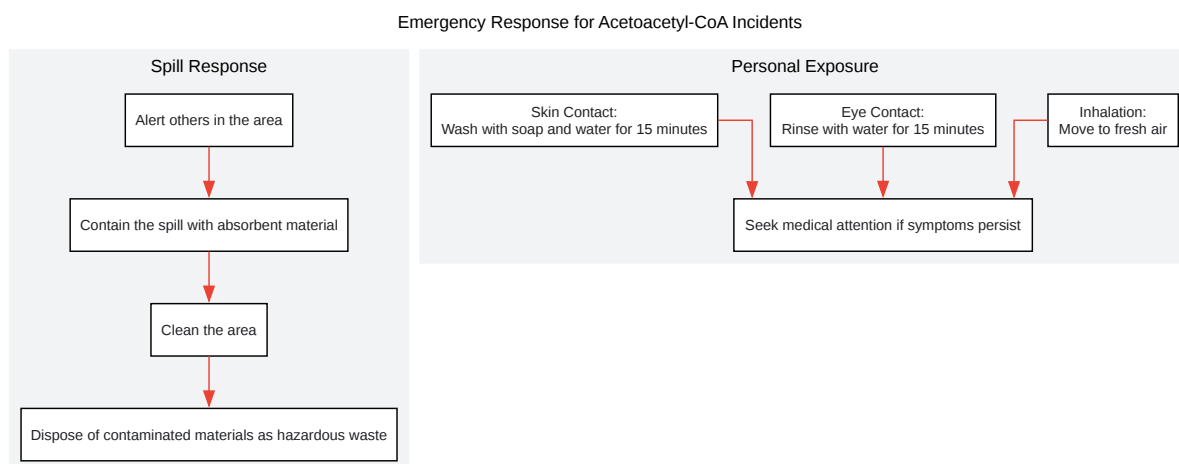 Emergency Response for Acetoacetyl-CoA Incidents
Spill Response
Alert others in the area
Contain the spill with absorbent material
Clean the area
Dispose of contaminated materials as hazardous waste
Personal Exposure
Skin Contact:
Wash with soap and water for 15 minutes
Eye Contact:
Rinse with water for 15 minutes
Inhalation:
Move to fresh air
Seek medical attention if symptoms persist